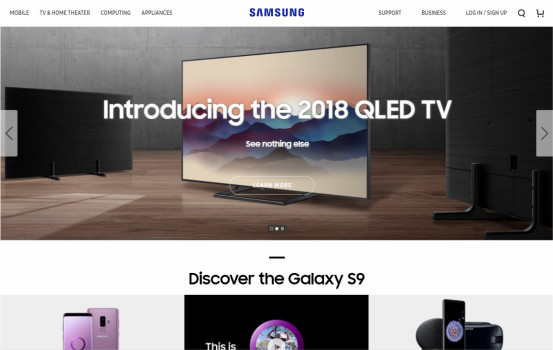 MOBILE TV & HOME THEATER COMPUTING APPLIANCES SAMSUNG SUPPORT BUSINESS LOG IN / SIGN UP
Introducing the 2018 QLED TV
See nothing else
LEARN MORE
Discover the Galaxy S9
This is